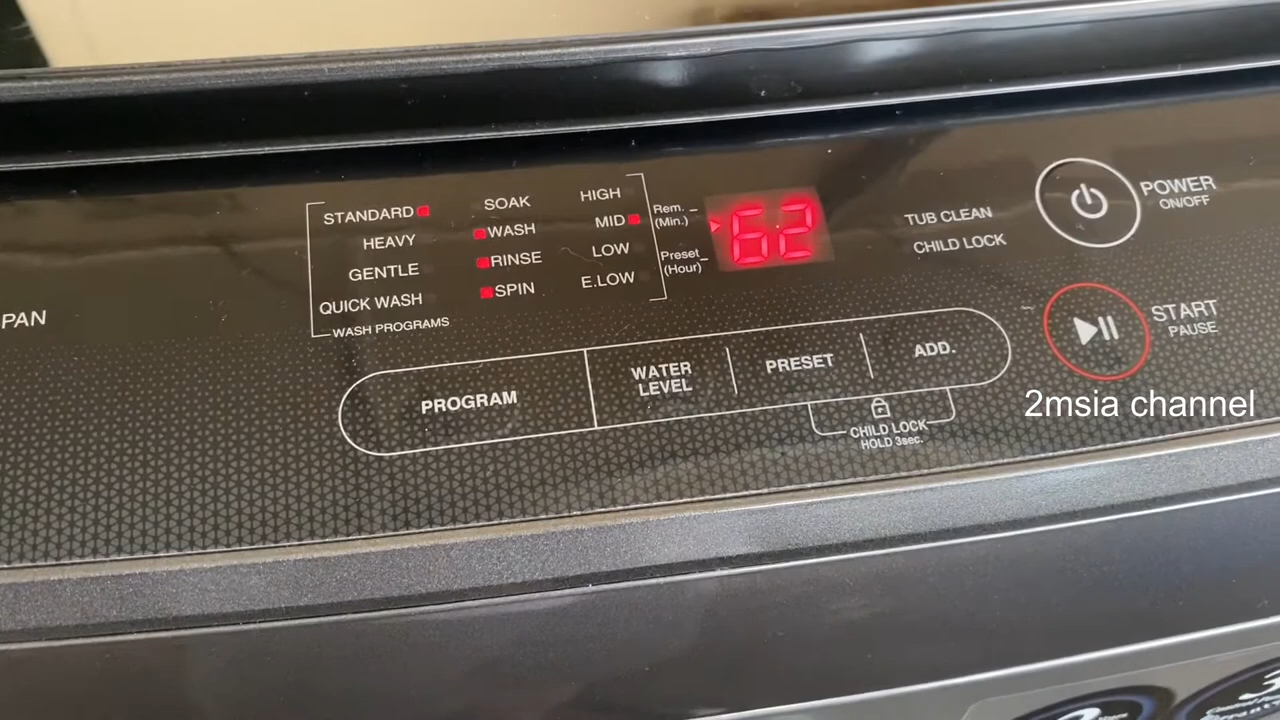 PAN
STANDARD
HEAVY
GENTLE
QUICK WASH
WASH PROGRAMS
SOAK
WASH
RINSE
SPIN
HIGH
MID
LOW
E.LOW
Rem.
(Min.)
Preset
(Hour)
62
TUB CLEAN
CHILD LOCK
POWER
ON/OFF
START
PAUSE
PROGRAM
WATER
LEVEL
PRESET
ADD.
CHILD LOCK
HOLD 3sec.
2msia channel